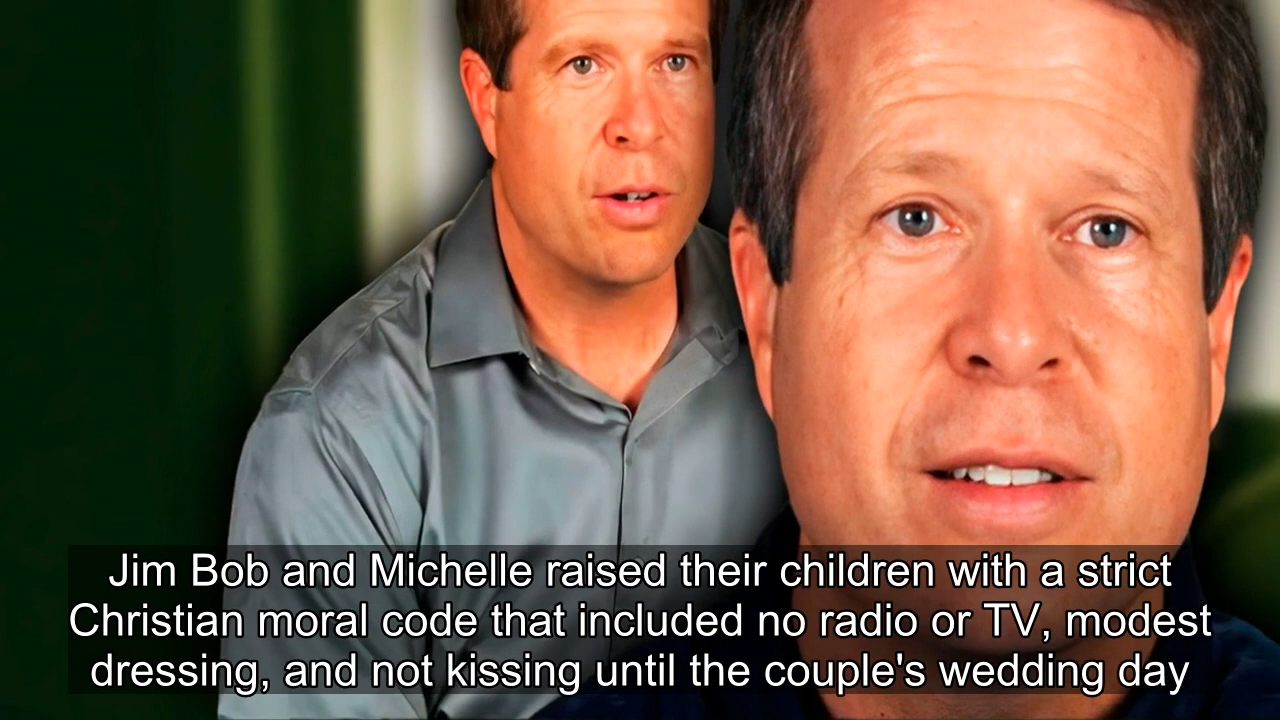 Jim Bob and Michelle raised their children with a strict
Christian moral code that included no radio or TV, modest
dressing, and not kissing until the couple's wedding day